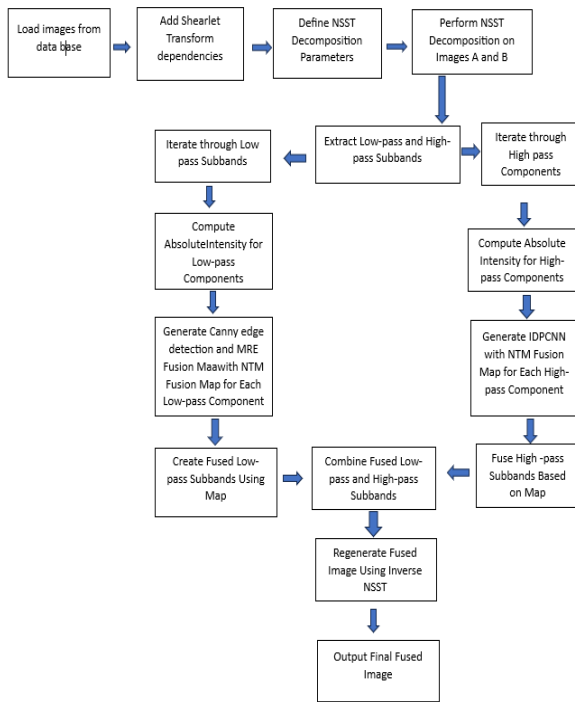 Load images from
data base
Add Shearlet
Transform
dependencies
Define NSST
Decomposition
Parameters
Perform NSST
Decomposition on
Images A and B
Extract Low-pass and High-
pass Subbands
Iterate through Low
pass Subbands
Iterate through
High pass
Components
Compute
AbsoluteIntensity for
Low-pass
Components
Compute Absolute
Intensity for High-
pass Components
Generate Canny edge
detection and MRE
Fusion Maawith NTM
Fusion Map for Each
Low-pass Component
Generate IDPCNN
with NTM Fusion
Map for Each High-
pass Component
Create Fused Low-
pass Subbands Using
Map
Combine Fused Low-
pass and High-pass
Subbands
Fuse High -pass
Subbands Based
on Map
Regenerate Fused
Image Using Inverse
NSST
Output Final Fused
Image